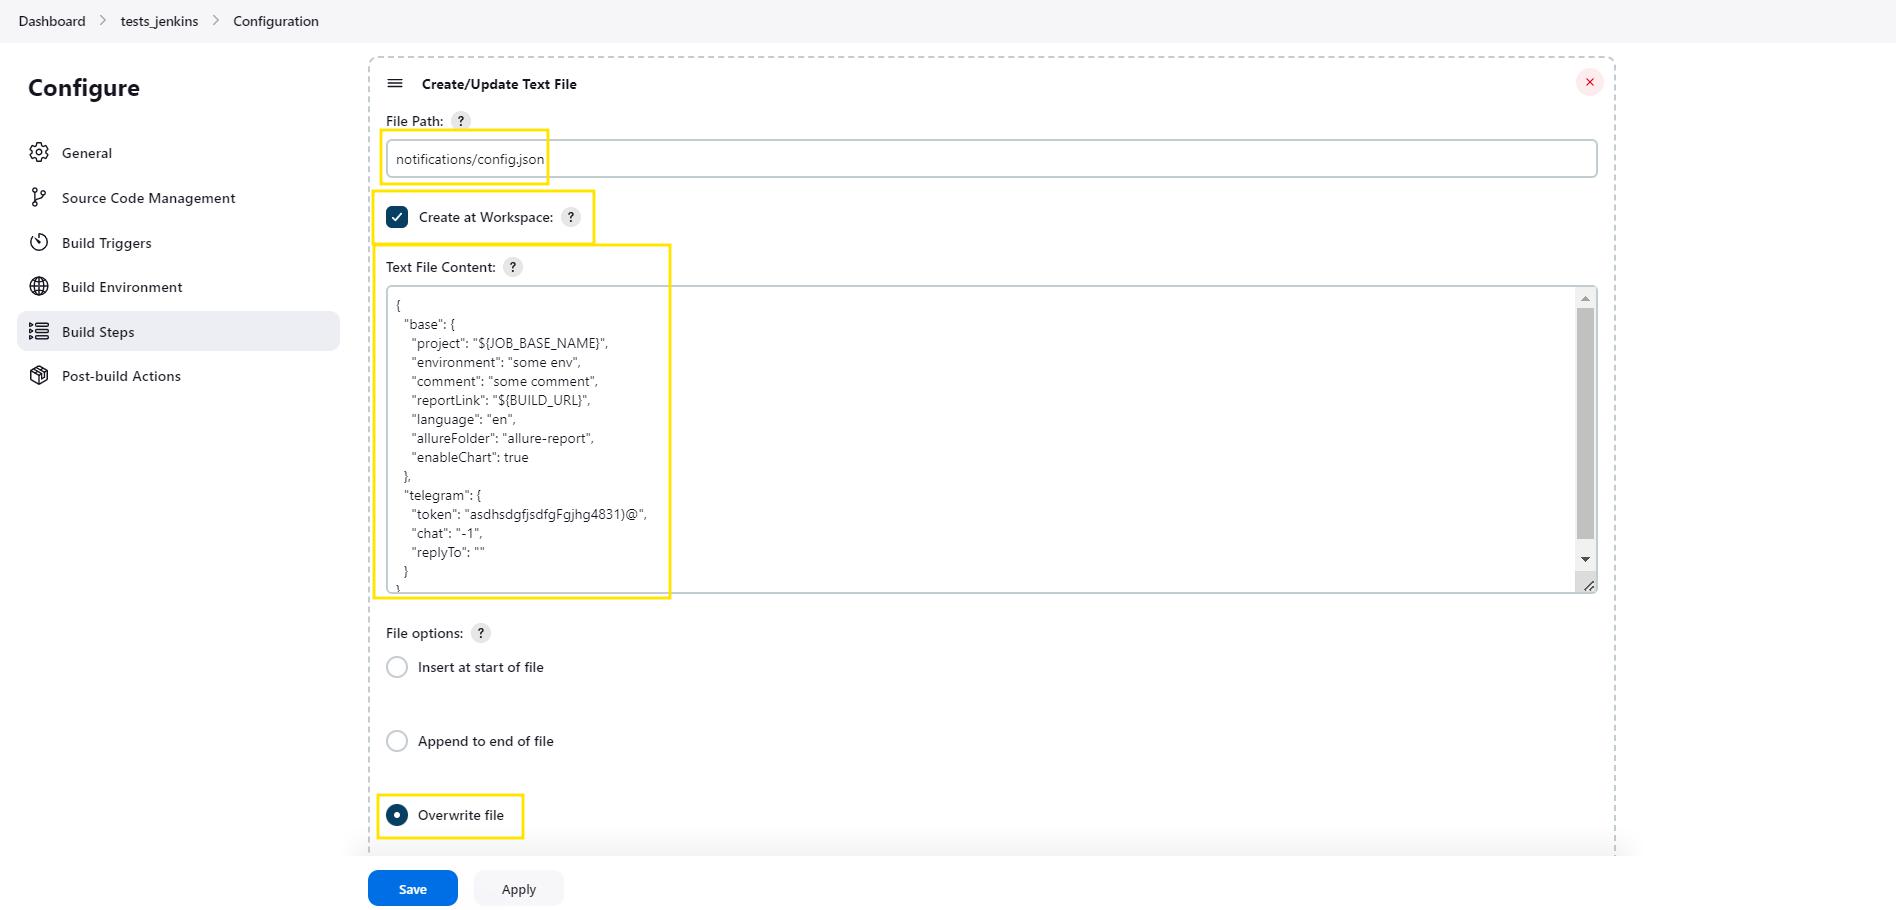 Dashboard > tests_jenkins > Configuration
Configure
General
Source Code Management
Build Triggers
Build Environment
Build Steps
Post-build Actions
Create/Update Text File
File Path: ?
notifications/config.json
Create at Workspace: ?
Text File Content: ?
{
"base": {
"project": "${JOB_BASE_NAME}",
"environment": "some env",
"comment": "some comment",
"reportLink": "${BUILD_URL}",
"language": "en",
"allureFolder": "allure-report",
"enableChart": true
},
"telegram": {
"token": "asdhsdgfjsdfgFgjhg4831)@",
"chat": "-1",
"replyTo": ""
}
}
File options: ?
Insert at start of file
Append to end of file
Overwrite file
Save
Apply